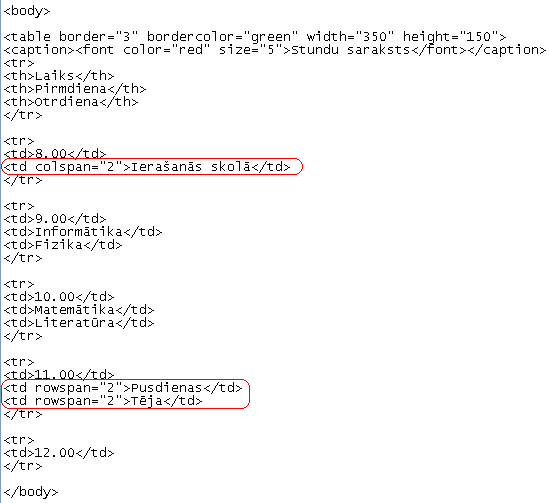 <body>
<table border="3" bordercolor="green" width="350" height="150">
<caption><font color="red" size="5">Stundu saraksts</font></caption>
<tr>
<th>Laiks</th>
<th>Pirmdiena</th>
<th>Otrdiena</th>
</tr>
<tr>
<td>8.00</td>
<td colspan="2">Ierašanās skolā</td>
</tr>
<tr>
<td>9.00</td>
<td>Informātika</td>
<td>Fizika</td>
</tr>
<tr>
<td>10.00</td>
<td>Matemātika</td>
<td>Literatūra</td>
</tr>
<tr>
<td>11.00</td>
<td rowspan="2">Pusdienas</td>
<td rowspan="2">Tēja</td>
</tr>
<tr>
<td>12.00</td>
</tr>
</body>